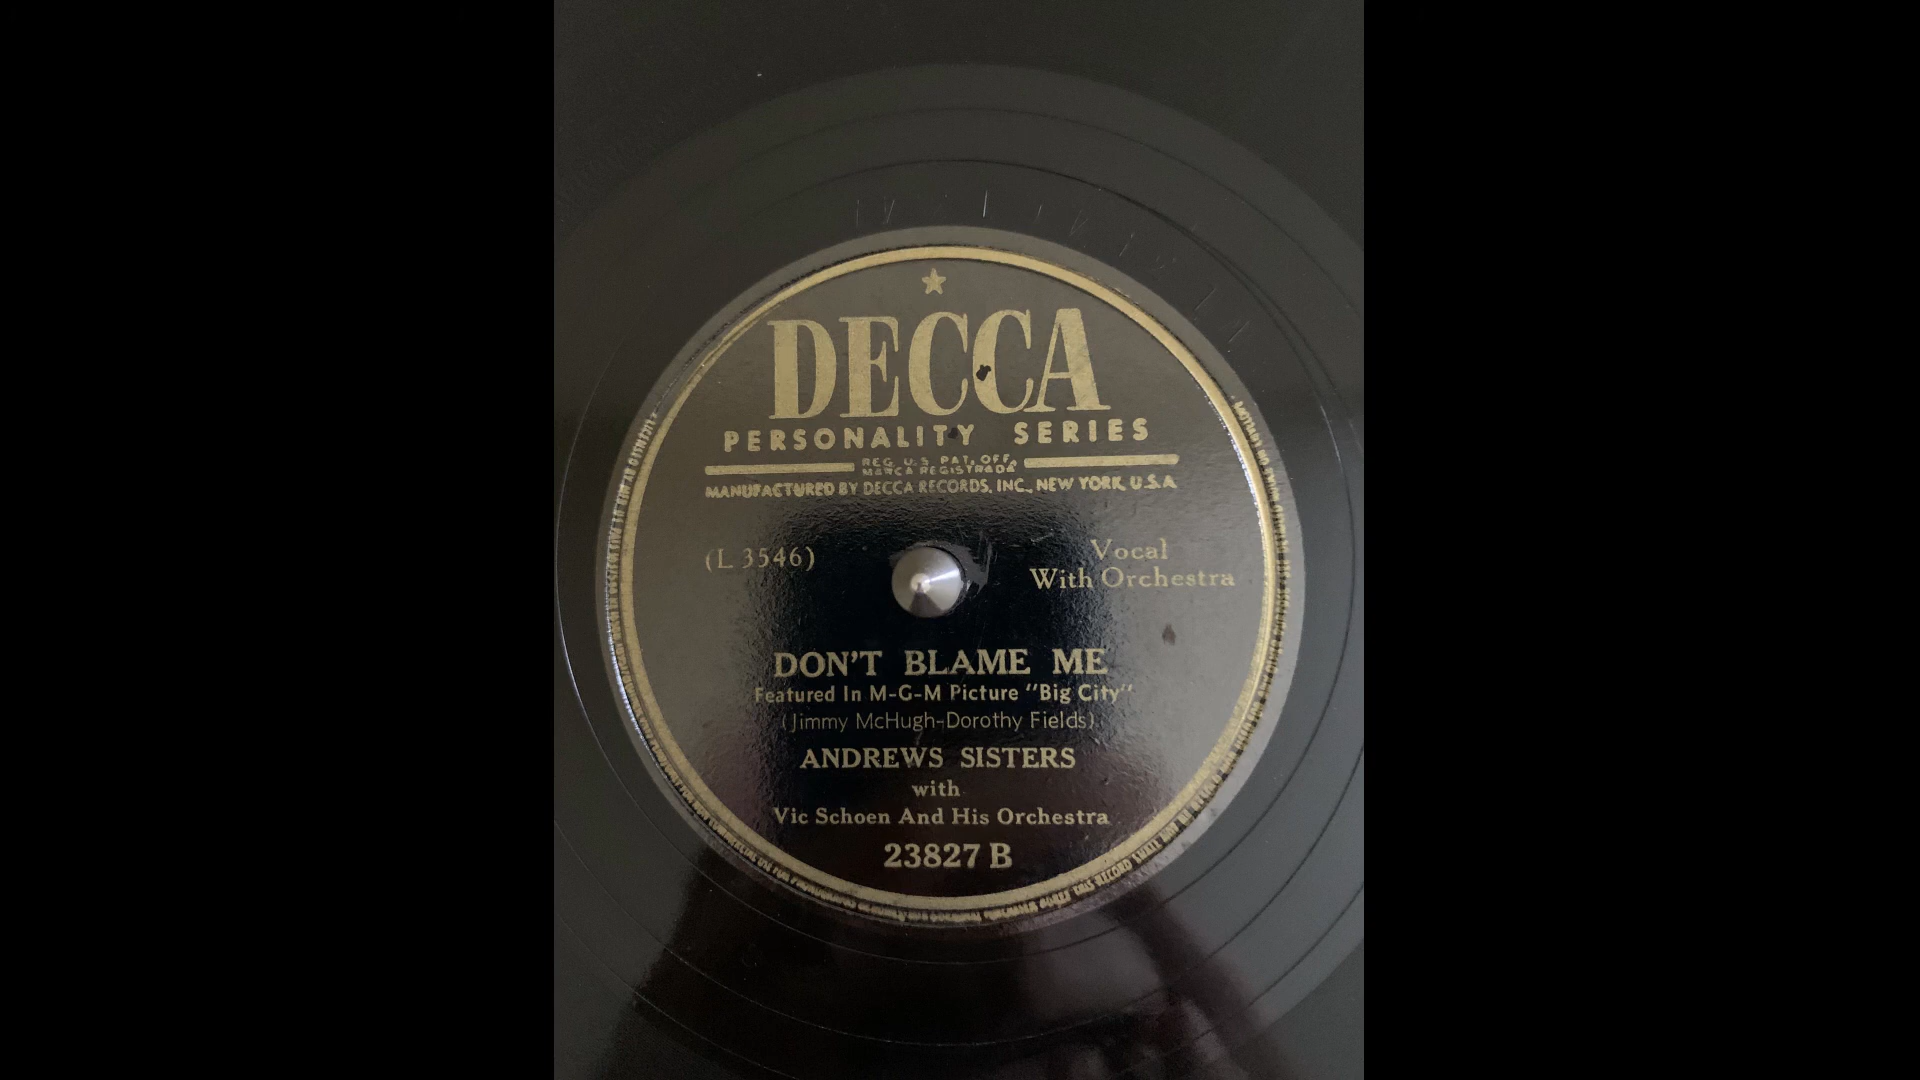 DECCA
PERSONALITY SERIES
REG. U.S. PAT. OFF.
MARCA REGISTRADA
MANUFACTURED BY DECCA RECORDS, INC., NEW YORK, U.S.A.
(L 3546)
Vocal
With Orchestra
DON'T BLAME ME
Featured In M-G-M Picture "Big City"
(Jimmy McHugh-Dorothy Fields)
ANDREWS SISTERS
with
Vic Schoen And His Orchestra
23827 B